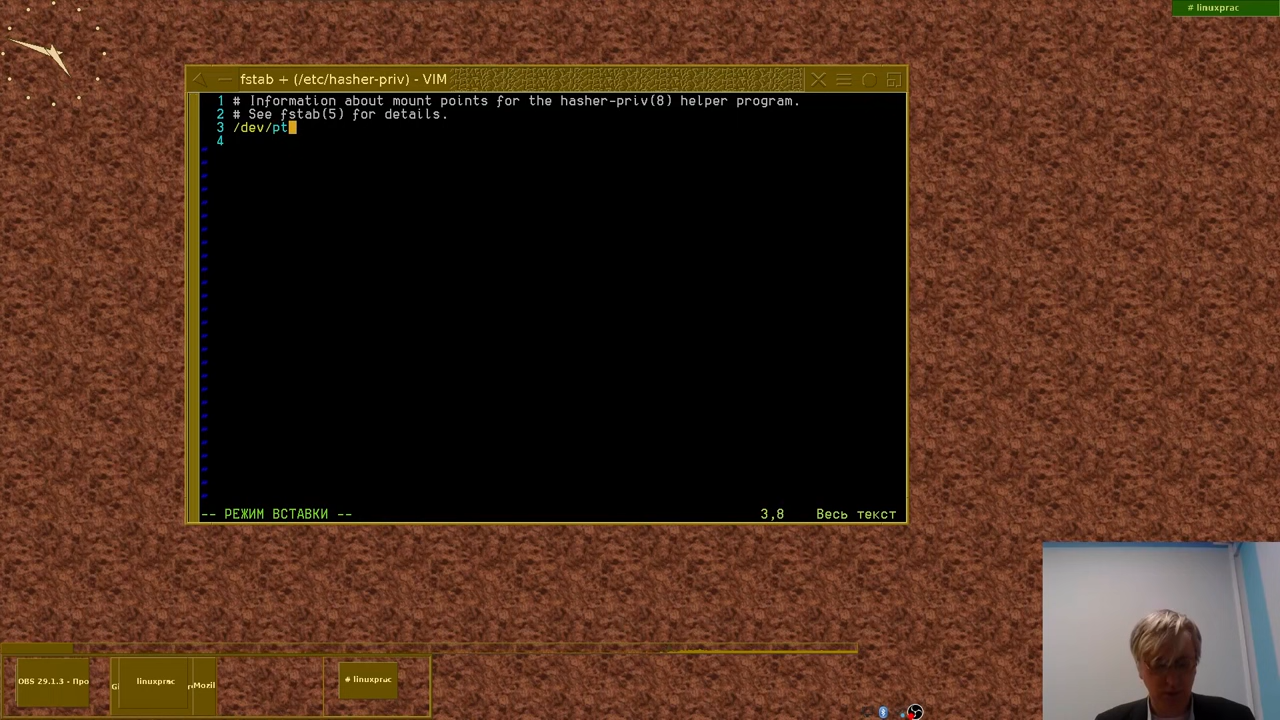 # linuxprac
fstab + (/etc/hasher-priv) - VIM
1 # Information about mount points for the hasher-priv(8) helper program.
2 # See fstab(5) for details.
3 /dev/pt
4
-- РЕЖИМ ВСТАВКИ -- 3,8 Весь текст
OBS 29.1.3 - Про
linuxprac
Mozil
# linuxprac